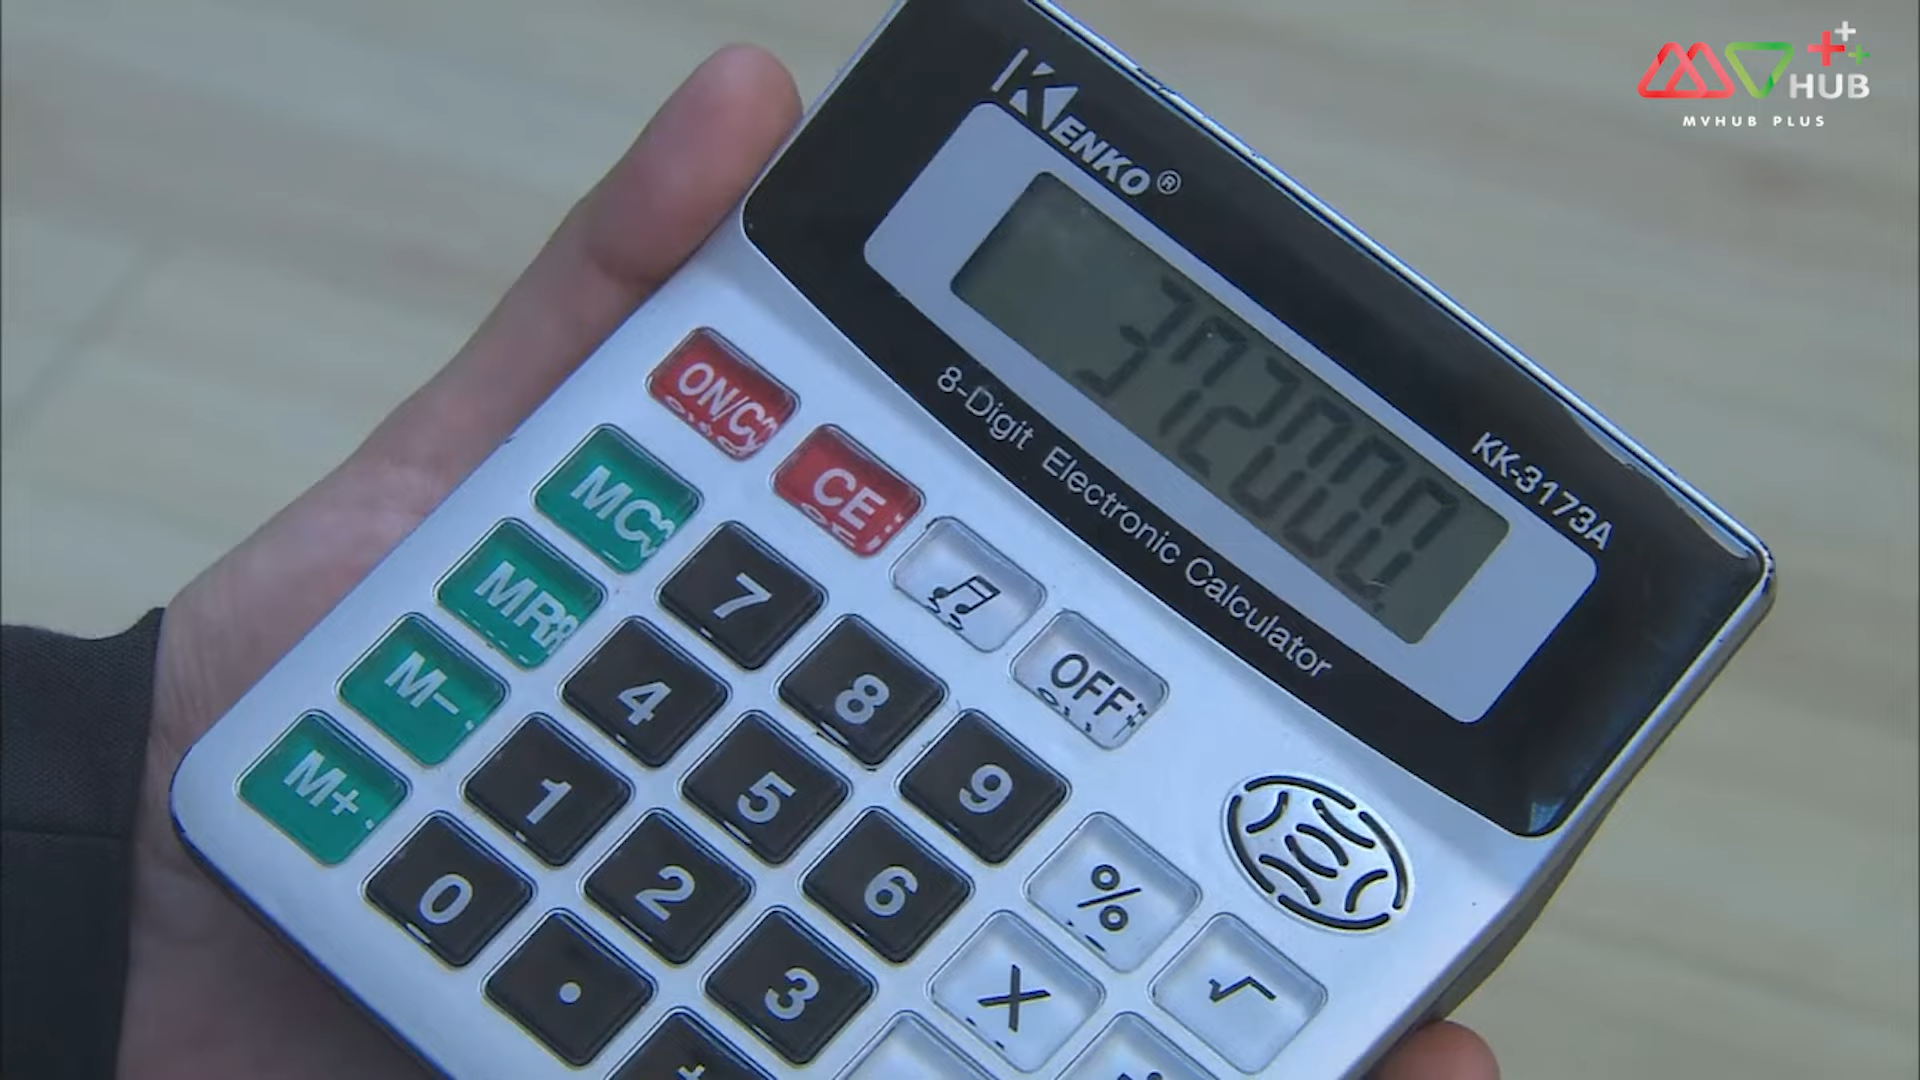 MVHUB
MVHUB PLUS
KENKO®
372000.
KK-3173A
8-Digit Electronic Calculator
ON/C
CE
MC
MR
M-
M+
OFF
7
8
9
%
√
4
5
6
X
1
2
3
÷
0
.
+